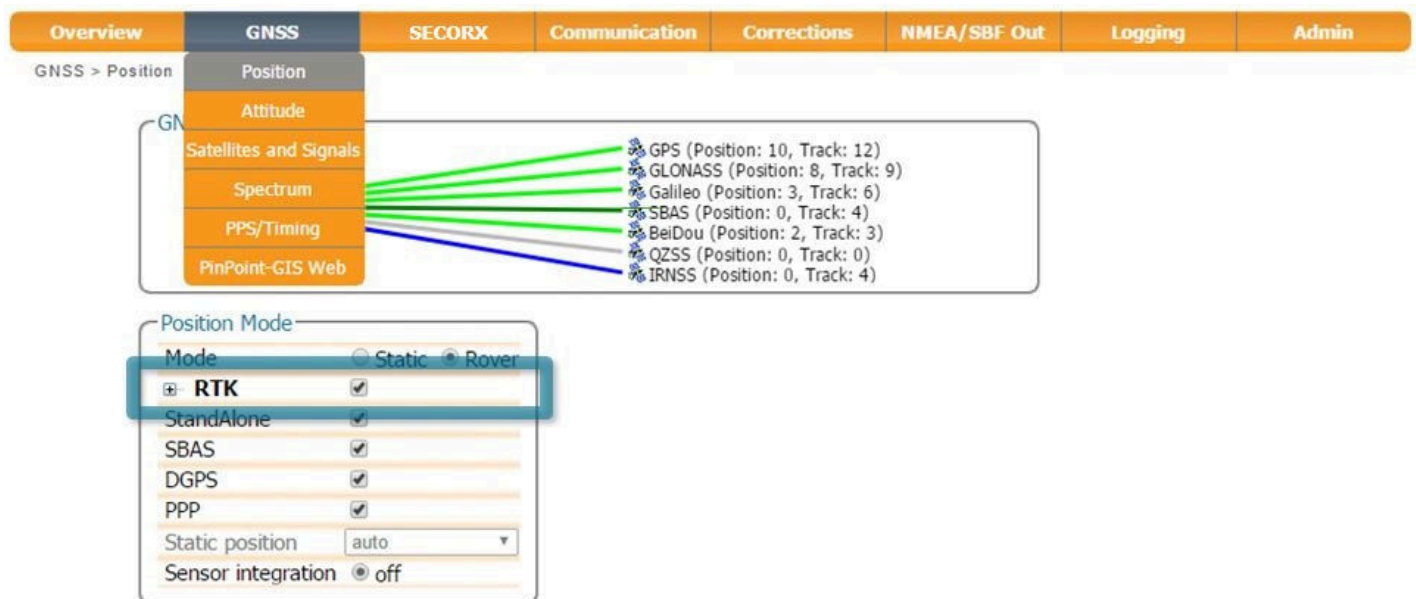 Overview GNSS SECORX Communication Corrections NMEA/SBF Out Logging Admin
GNSS > Position
Position
Attitude
Satellites and Signals
Spectrum
PPS/Timing
PinPoint-GIS Web
GN
GPS (Position: 10, Track: 12)
GLONASS (Position: 8, Track: 9)
Galileo (Position: 3, Track: 6)
SBAS (Position: 0, Track: 4)
BeiDou (Position: 2, Track: 3)
QZSS (Position: 0, Track: 0)
IRNSS (Position: 0, Track: 4)
Position Mode
Mode Static Rover
RTK
StandAlone
SBAS
DGPS
PPP
Static position auto
Sensor integration off